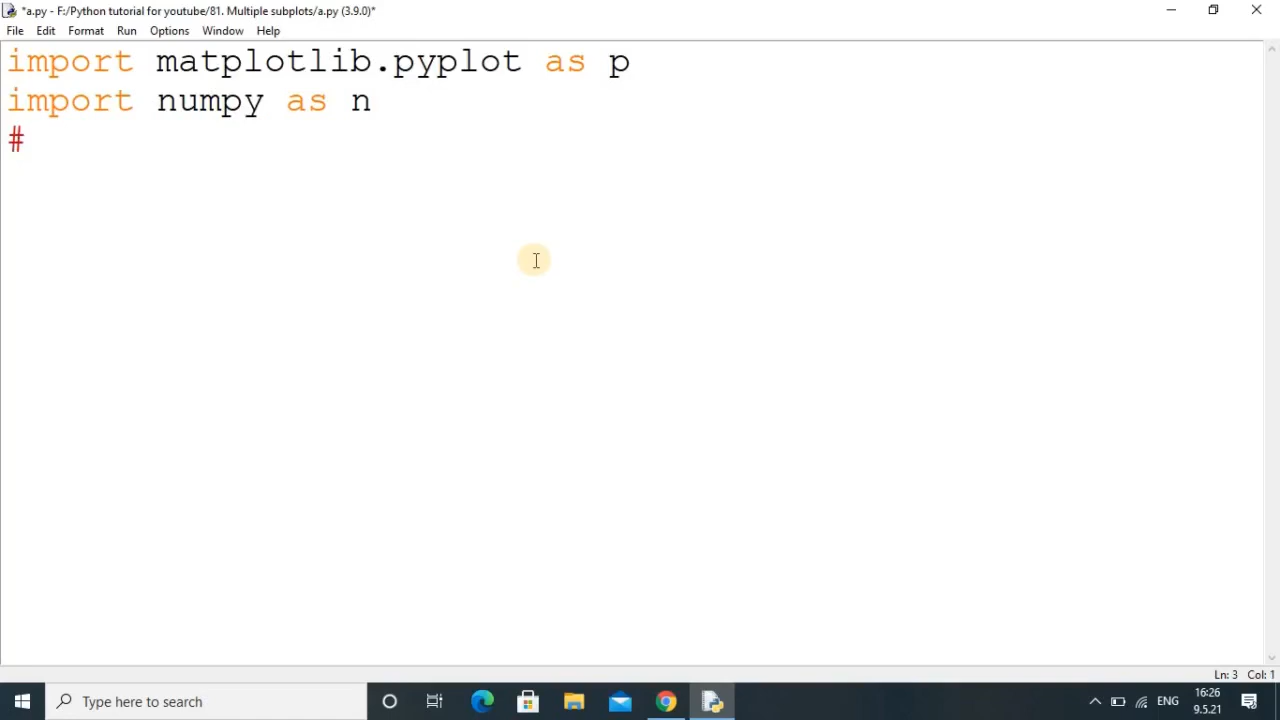 *a.py - F:/Python tutorial for youtube/81. Multiple subplots/a.py (3.9.0)*
File Edit Format Run Options Window Help
import matplotlib.pyplot as p
import numpy as n
#
Ln: 3 Col: 1
Type here to search
ENG
16:26
9.5.21